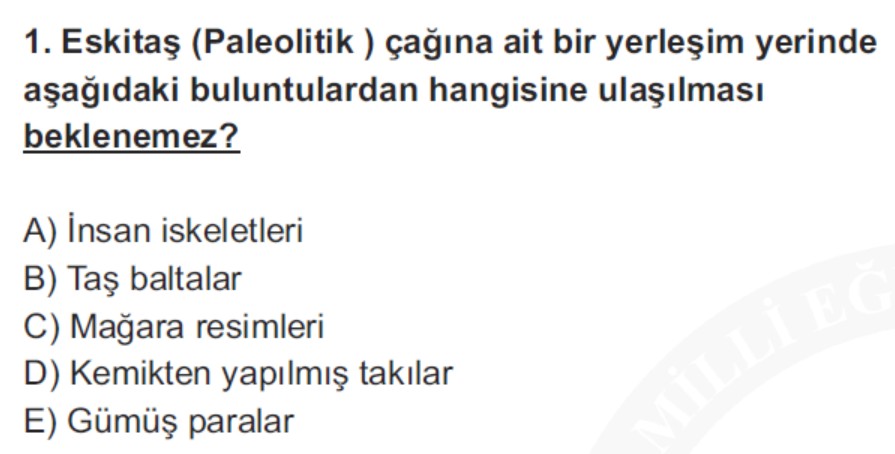 1. Eskitaş (Paleolitik ) çağına ait bir yerleşim yerinde
aşağıdaki buluntulardan hangisine ulaşılması
beklenemez?
A) İnsan iskeletleri
B) Taş baltalar
C) Mağara resimleri
D) Kemikten yapılmış takılar
E) Gümüş paralar
MİLLİ EĞ